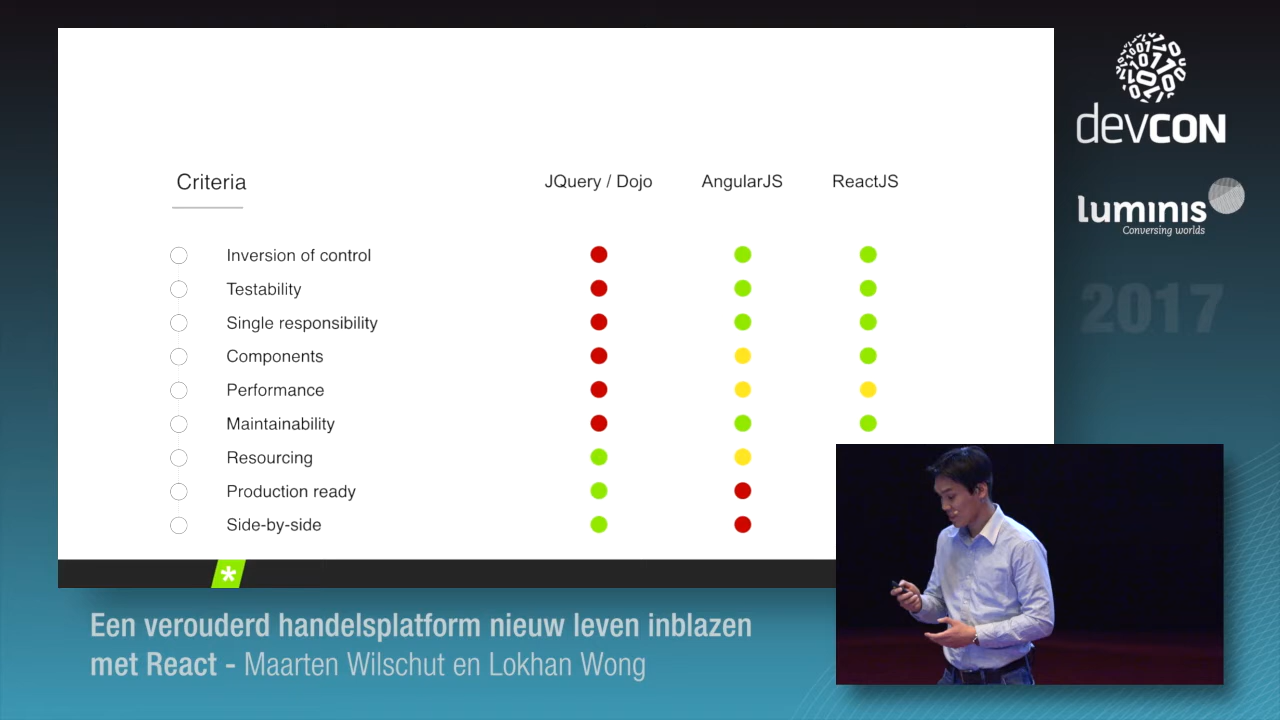 Criteria JQuery / Dojo AngularJS ReactJS
Inversion of control
Testability
Single responsibility
Components
Performance
Maintainability
Resourcing
Production ready
Side-by-side
*
devCON
luminis
Conversing worlds
2017
Een verouderd handelsplatform nieuw leven inblazen
met React - Maarten Wilschut en Lokhan Wong